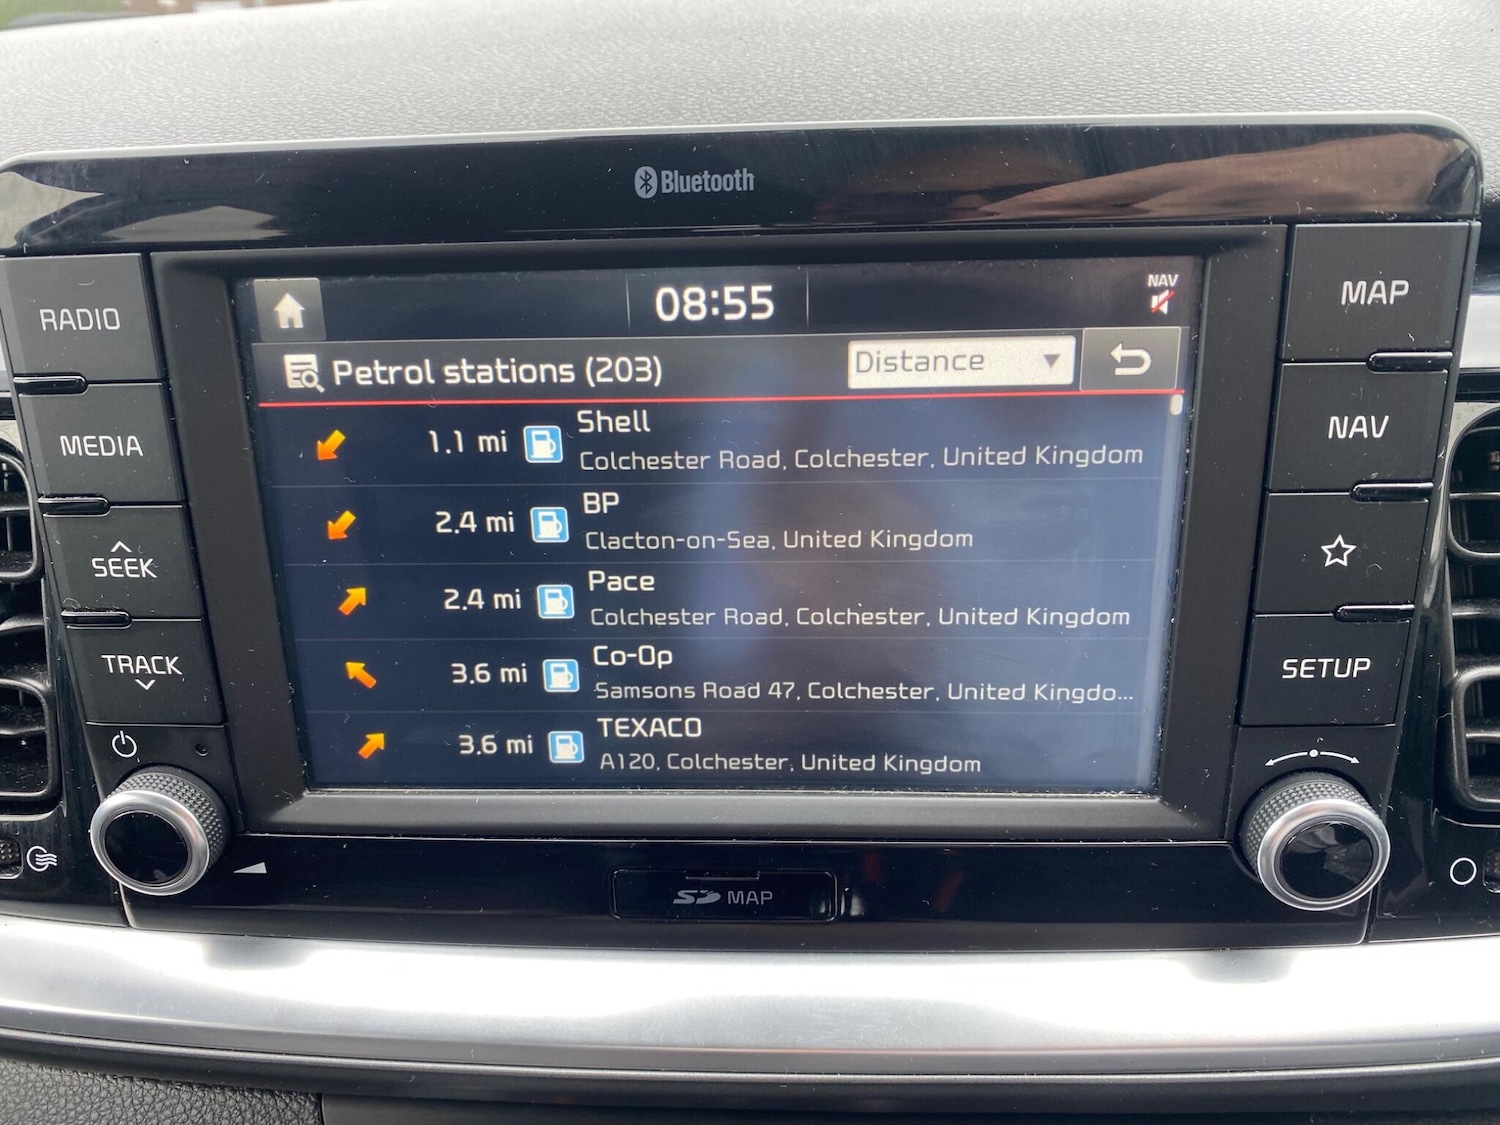 Bluetooth
RADIO
MEDIA
SEEK
TRACK
08:55
NAV
Petrol stations (203)
Distance
1.1 mi
Shell
Colchester Road, Colchester, United Kingdom
2.4 mi
BP
Clacton-on-Sea, United Kingdom
2.4 mi
Pace
Colchester Road, Colchester, United Kingdom
3.6 mi
Co-Op
Samsons Road 47, Colchester, United Kingdo...
3.6 mi
TEXACO
A120, Colchester, United Kingdom
MAP
NAV
SETUP
SD MAP